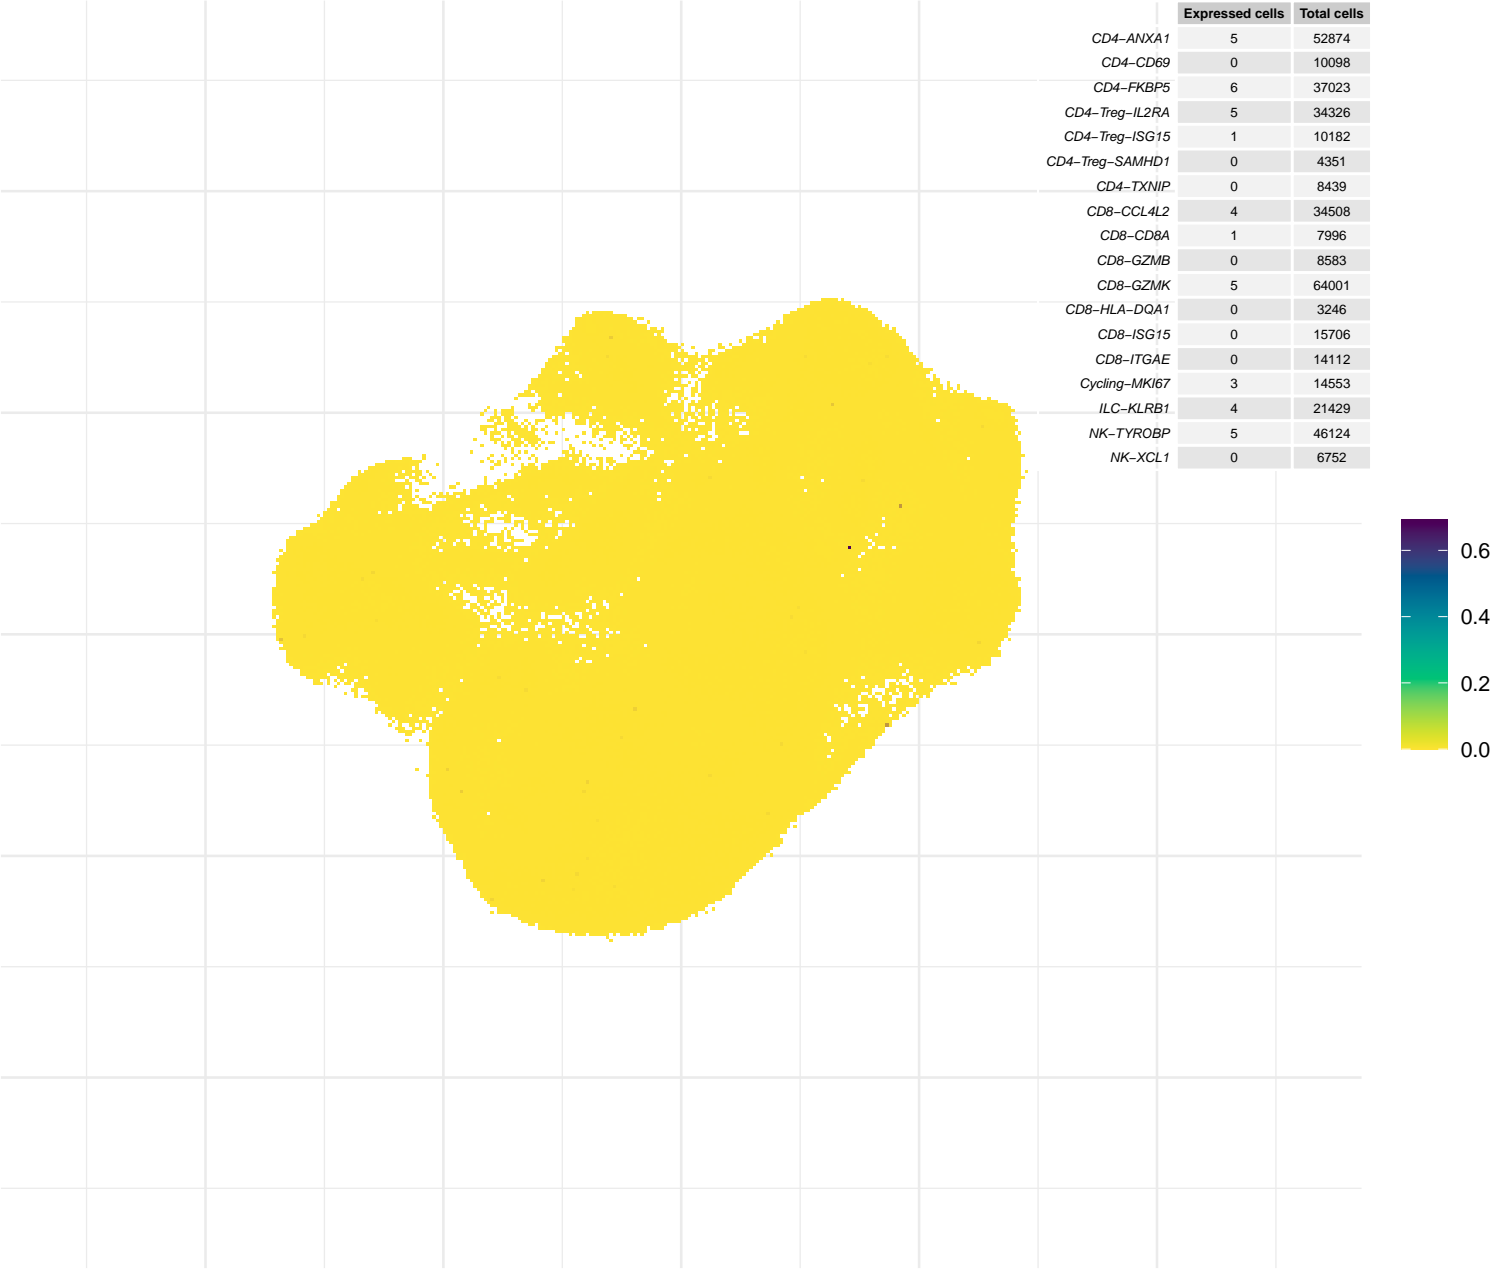 Expressed cells Total cells
CD4−ANXA1 5 52874
CD4−CD69 0 10098
CD4−FKBP5 6 37023
CD4−Treg−IL2RA 5 34326
CD4−Treg−ISG15 1 10182
CD4−Treg−SAMHD1 0 4351
CD4−TXNIP 0 8439
CD8−CCL4L2 4 34508
CD8−CD8A 1 7996
CD8−GZMB 0 8583
CD8−GZMK 5 64001
CD8−HLA−DQA1 0 3246
CD8−ISG15 0 15706
CD8−ITGAE 0 14112
Cycling−MKI67 3 14553
ILC−KLRB1 4 21429
NK−TYROBP 5 46124
NK−XCL1 0 6752
0.6
0.4
0.2
0.0